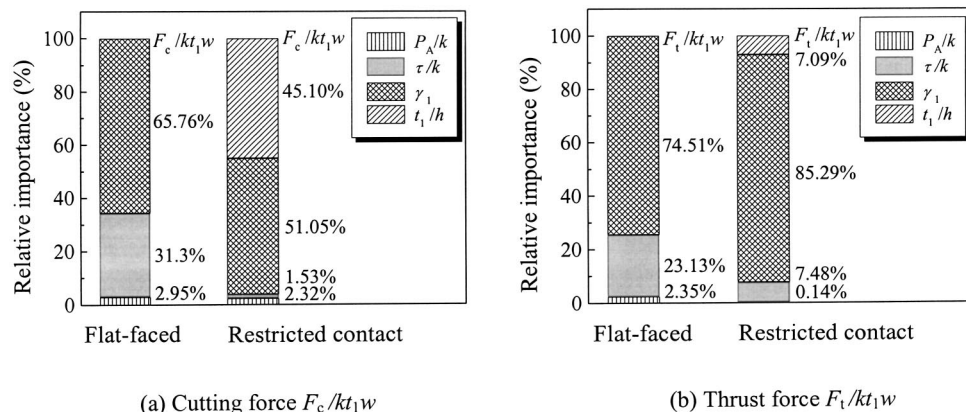 100
80
60
40
20
0
Relative importance (%)
F_c/kt_1w
65.76%
31.3%
2.95%
F_c/kt_1w
45.10%
51.05%
1.53%
2.32%
P_A/k
τ/k
γ_1
t_1/h
Flat-faced
Restricted contact
(a) Cutting force F_c/kt_1w
100
80
60
40
20
0
Relative importance (%)
F_t/kt_1w
74.51%
23.13%
2.35%
F_t/kt_1w
7.09%
85.29%
7.48%
0.14%
P_A/k
τ/k
γ_1
t_1/h
Flat-faced
Restricted contact
(b) Thrust force F_t/kt_1w